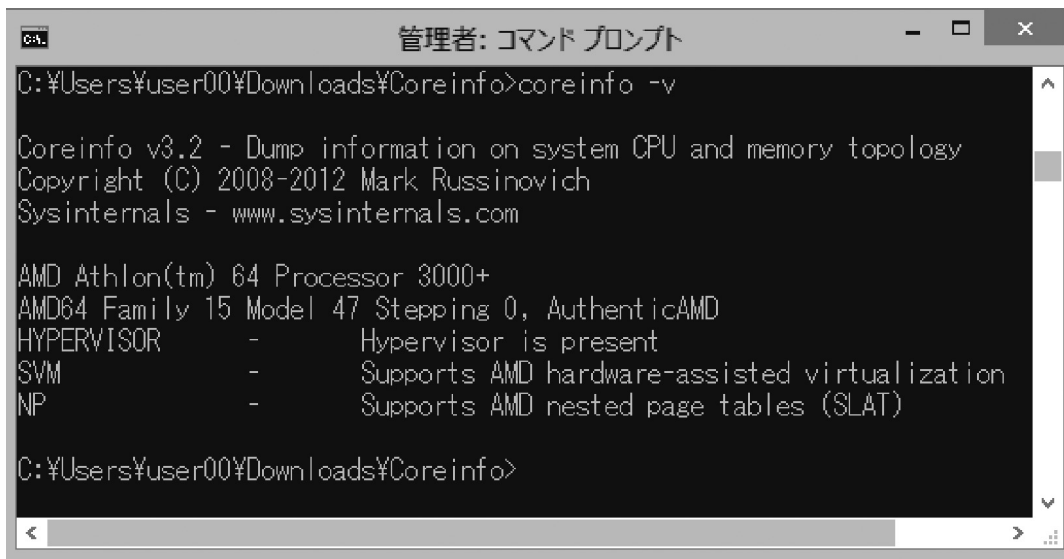 管理者: コマンド プロンプト
C:¥Users¥user00¥Downloads¥Coreinfo>coreinfo -v
Coreinfo v3.2 - Dump information on system CPU and memory topology
Copyright (C) 2008-2012 Mark Russinovich
Sysinternals - www.sysinternals.com
AMD Athlon(tm) 64 Processor 3000+
AMD64 Family 15 Model 47 Stepping 0, AuthenticAMD
HYPERVISOR - Hypervisor is present
SVM - Supports AMD hardware-assisted virtualization
NP - Supports AMD nested page tables (SLAT)
C:¥Users¥user00¥Downloads¥Coreinfo>